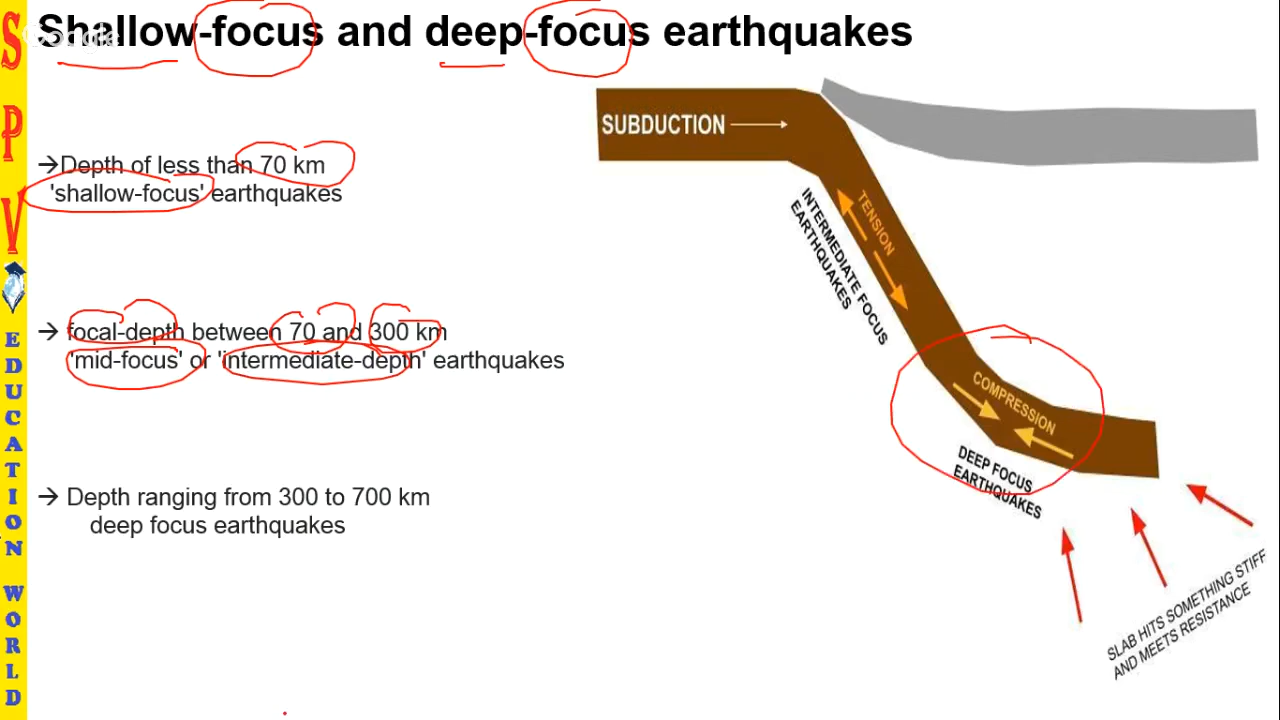 Shallow-focus and deep-focus earthquakes
Google
S P V
EDUCATION WORLD
→Depth of less than 70 km
'shallow-focus' earthquakes
→ focal-depth between 70 and 300 km
'mid-focus' or 'intermediate-depth' earthquakes
→ Depth ranging from 300 to 700 km
deep focus earthquakes
SUBDUCTION
TENSION
INTERMEDIATE FOCUS
EARTHQUAKES
COMPRESSION
DEEP FOCUS
EARTHQUAKES
SLAB HITS SOMETHING STIFF
AND MEETS RESISTANCE